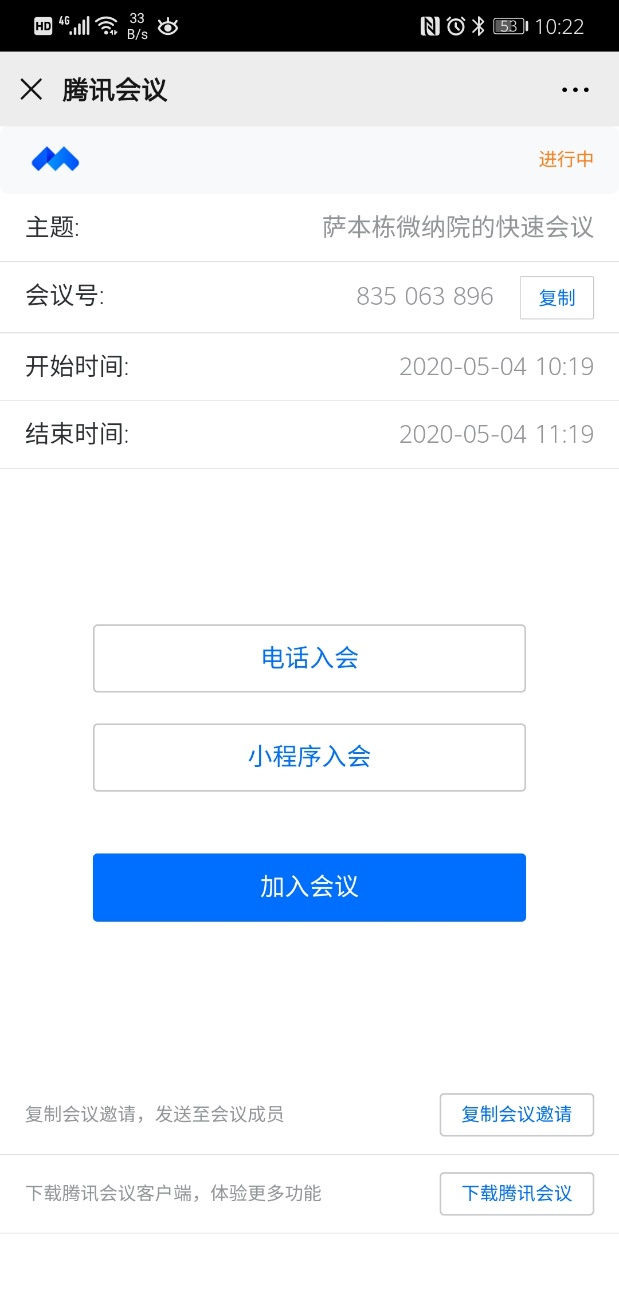 HD 4G 33 B/s 53 10:22
腾讯会议
进行中
主题: 萨本栋微纳院的快速会议
会议号: 835 063 896 复制
开始时间: 2020-05-04 10:19
结束时间: 2020-05-04 11:19
电话入会
小程序入会
加入会议
复制会议邀请，发送至会议成员 复制会议邀请
下载腾讯会议客户端，体验更多功能 下载腾讯会议